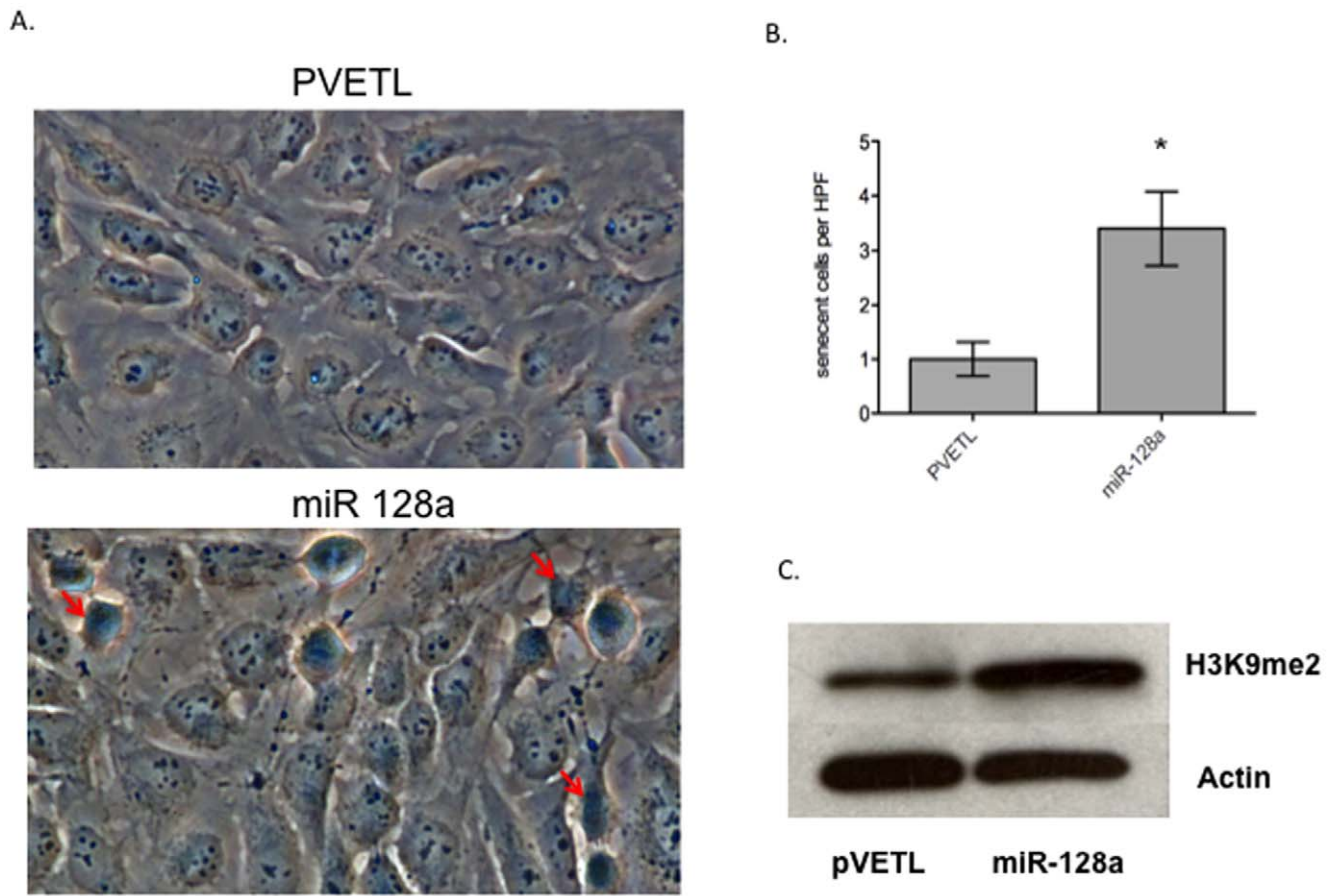 A.
PVETL
miR 128a
B.
5
4
3
2
1
0
senecent cells per HPF
*
PVETL
miR-128a
C.
H3K9me2
Actin
pVETL
miR-128a